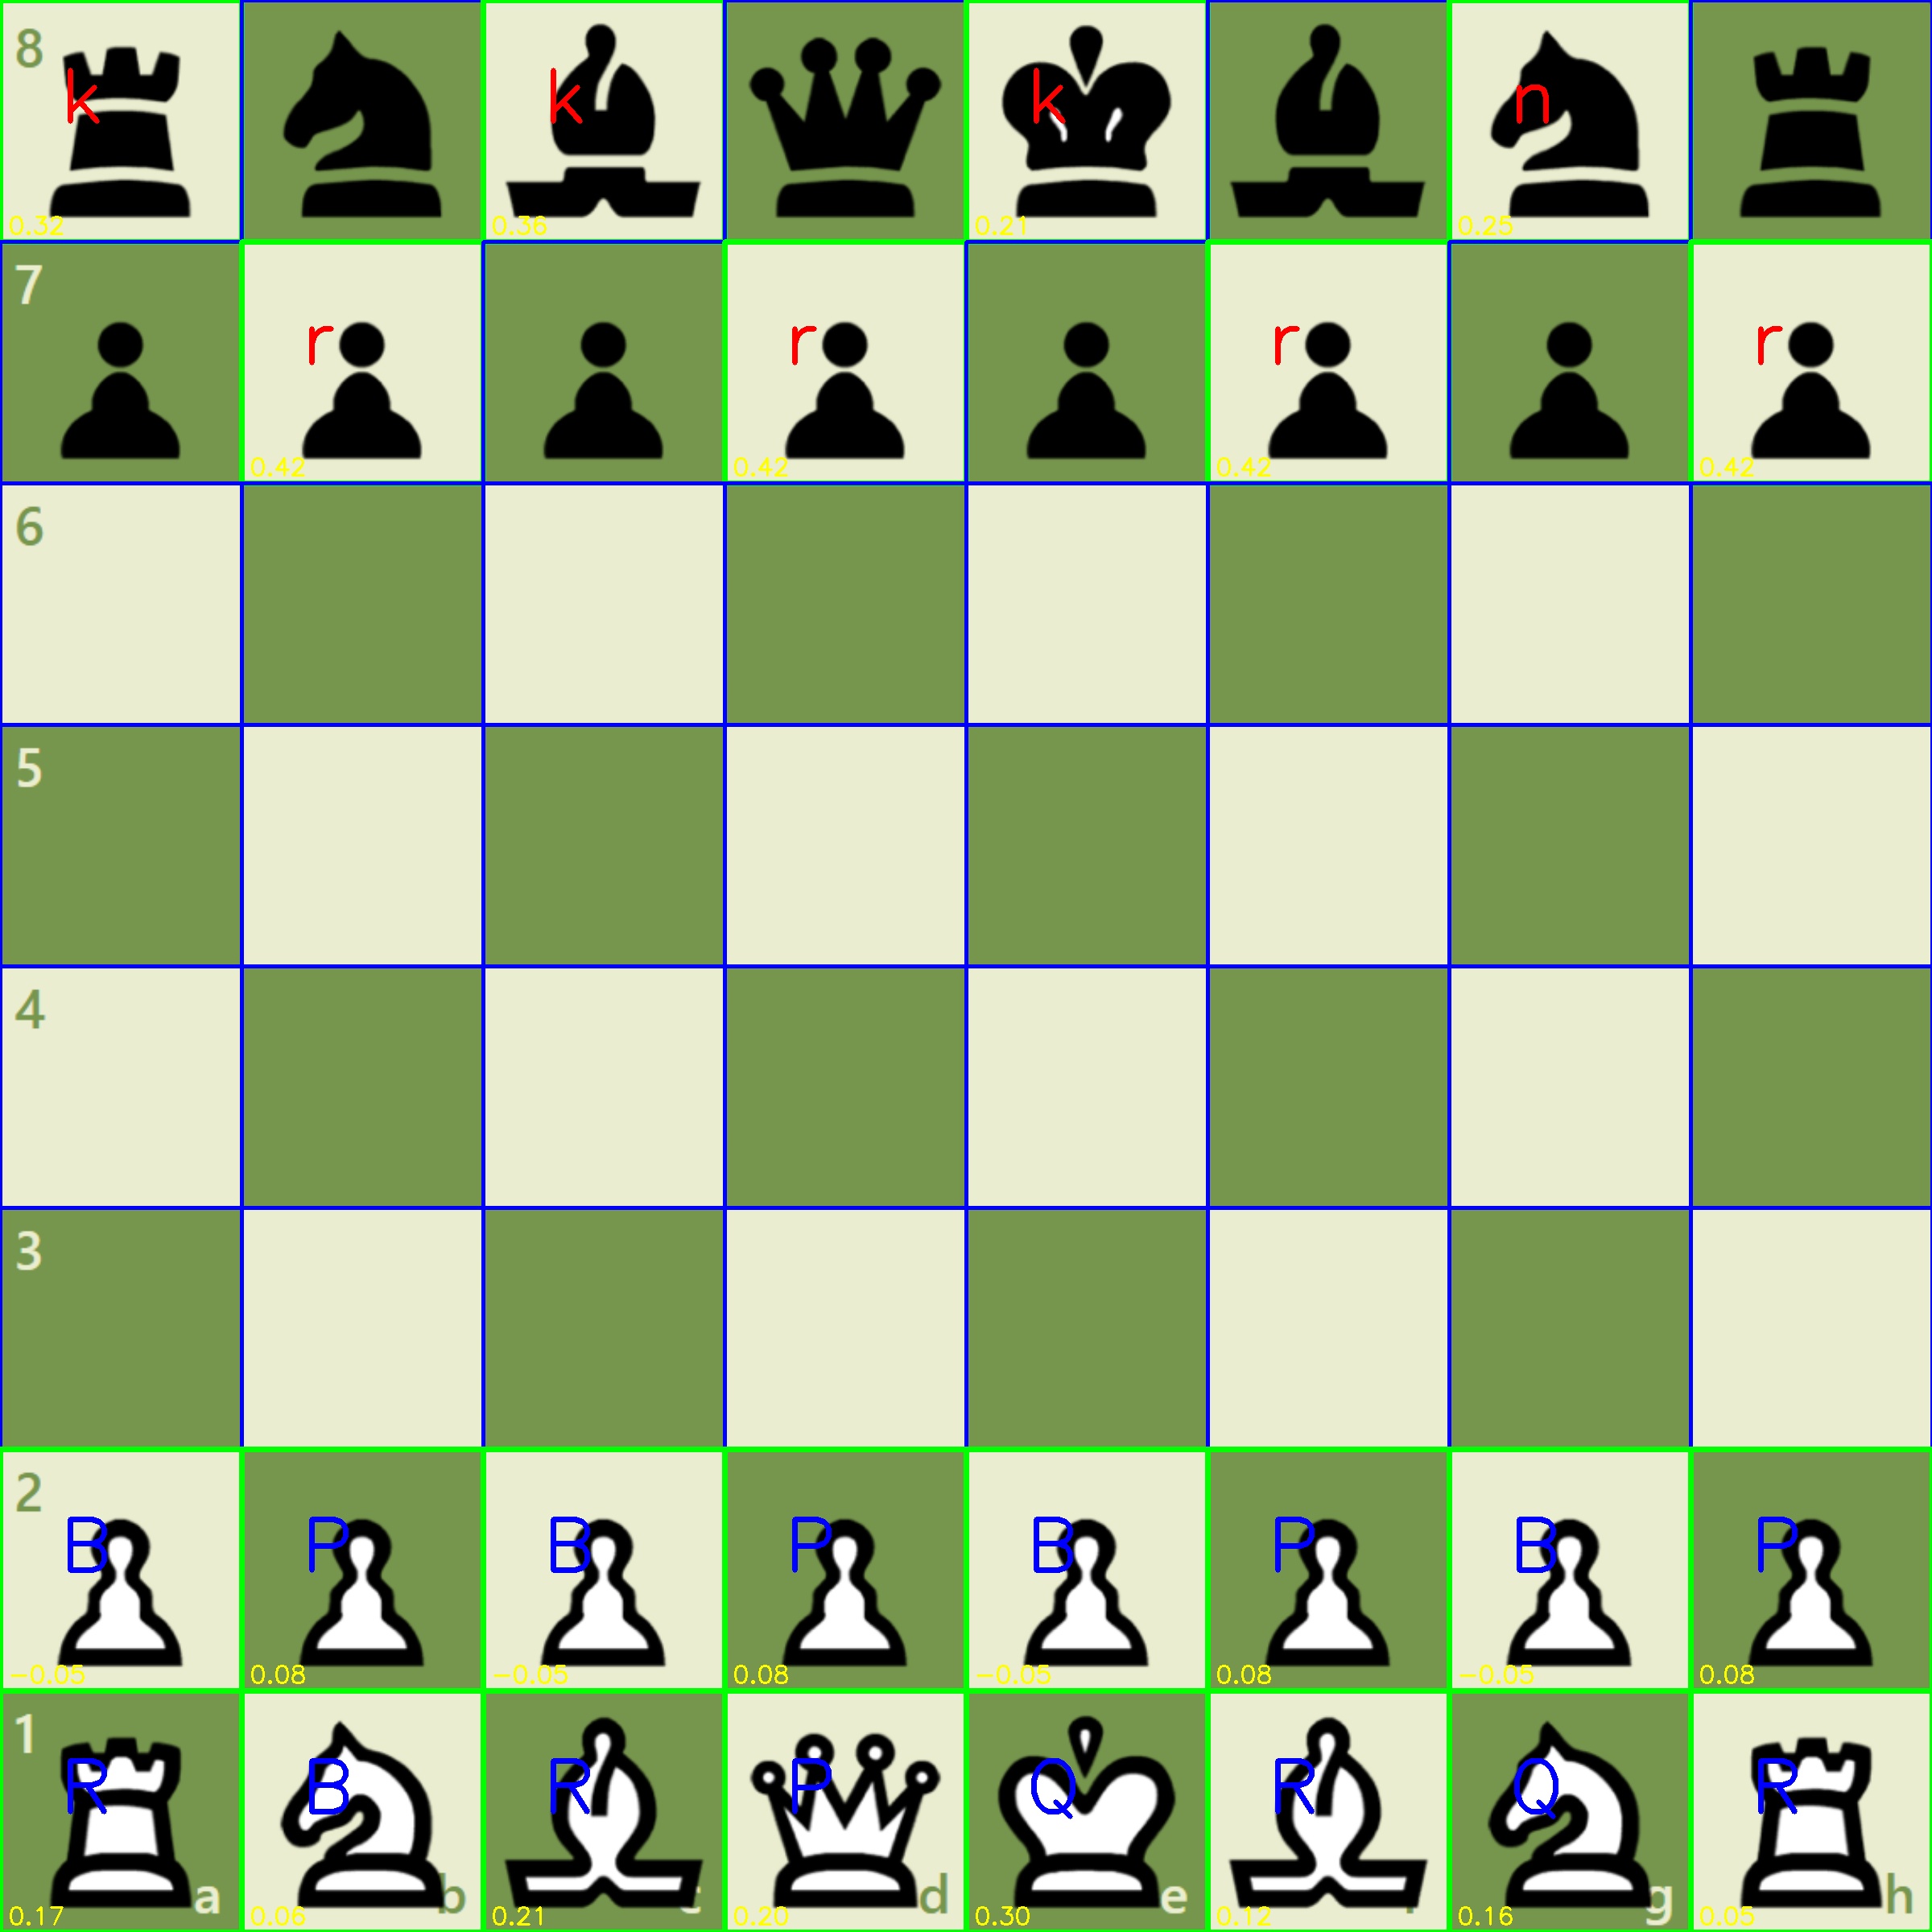 8 k k k n
0.32 0.36 0.21 0.25
7 r r r r
0.42 0.42 0.42 0.42
6
5
4
3
2 B P B P B P B P
-0.05 0.08 -0.05 0.08 -0.05 0.08 -0.05 0.08
1 R B R P Q R Q R
a b c d e f g h
0.17 0.06 0.21 0.20 0.30 0.12 0.16 0.05